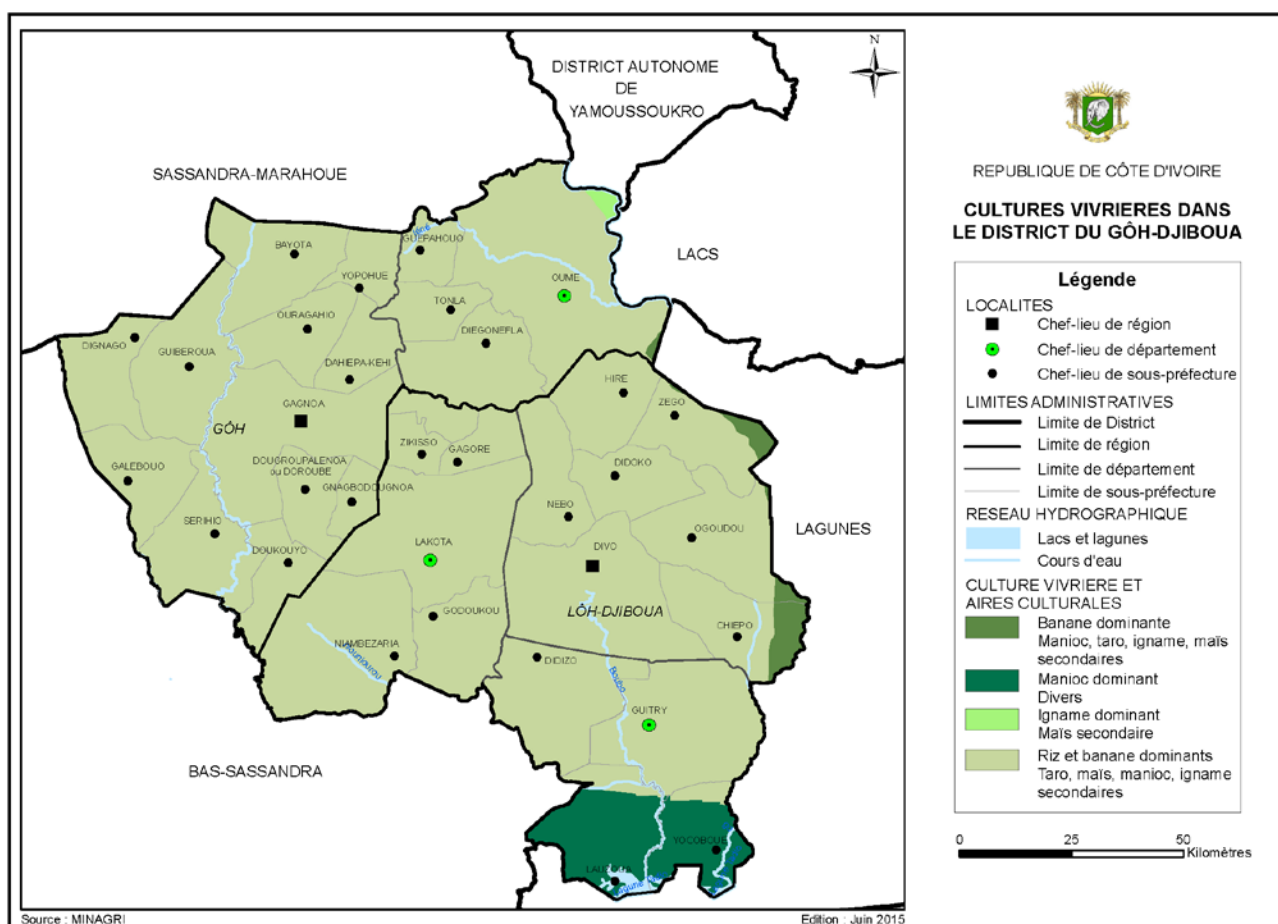 N
DISTRICT AUTONOME
DE
YAMOUSSOUKRO
SASSANDRA-MARAHOUE
LACS
LAGUNES
BAS-SASSANDRA
GUEPAHOUO
BAYOTA
YOPOHUE
OUME
TONLA
OURAGAHIO
DIEGONEFLA
DIGNAGO
GUIBEROUA
DAHIEPA-KEHI
HIRE
ZEGO
GAGNOA
GÔH
ZIKISSO
GAGORE
DIDOKO
GALEBOUO
DOUGROUPALENOA
ou DOROUBE
GNAGBODOUGNOA
NEBO
OGOUDOU
SERIHIO
DOUKOUYO
LAKOTA
DIVO
GODOUKOU
LÔH-DJIBOUA
CHIEPO
NIAMBEZARIA
DIDIZO
Boubo
GUITRY
YOCOBOUE
REPUBLIQUE DE CÔTE D'IVOIRE
CULTURES VIVRIERES DANS
LE DISTRICT DU GÔH-DJIBOUA
Légende
LOCALITES
Chef-lieu de région
Chef-lieu de département
Chef-lieu de sous-préfecture
LIMITES ADMINISTRATIVES
Limite de District
Limite de région
Limite de département
Limite de sous-préfecture
RESEAU HYDROGRAPHIQUE
Lacs et lagunes
Cours d'eau
CULTURE VIVRIERE ET
AIRES CULTURALES
Banane dominante
Manioc, taro, igname, maïs
secondaires
Manioc dominant
Divers
Igname dominant
Maïs secondaire
Riz et banane dominants
Taro, maïs, manioc, igname
secondaires
0 25 50
Kilomètres
Source : MINAGRI
Edition : Juin 2015